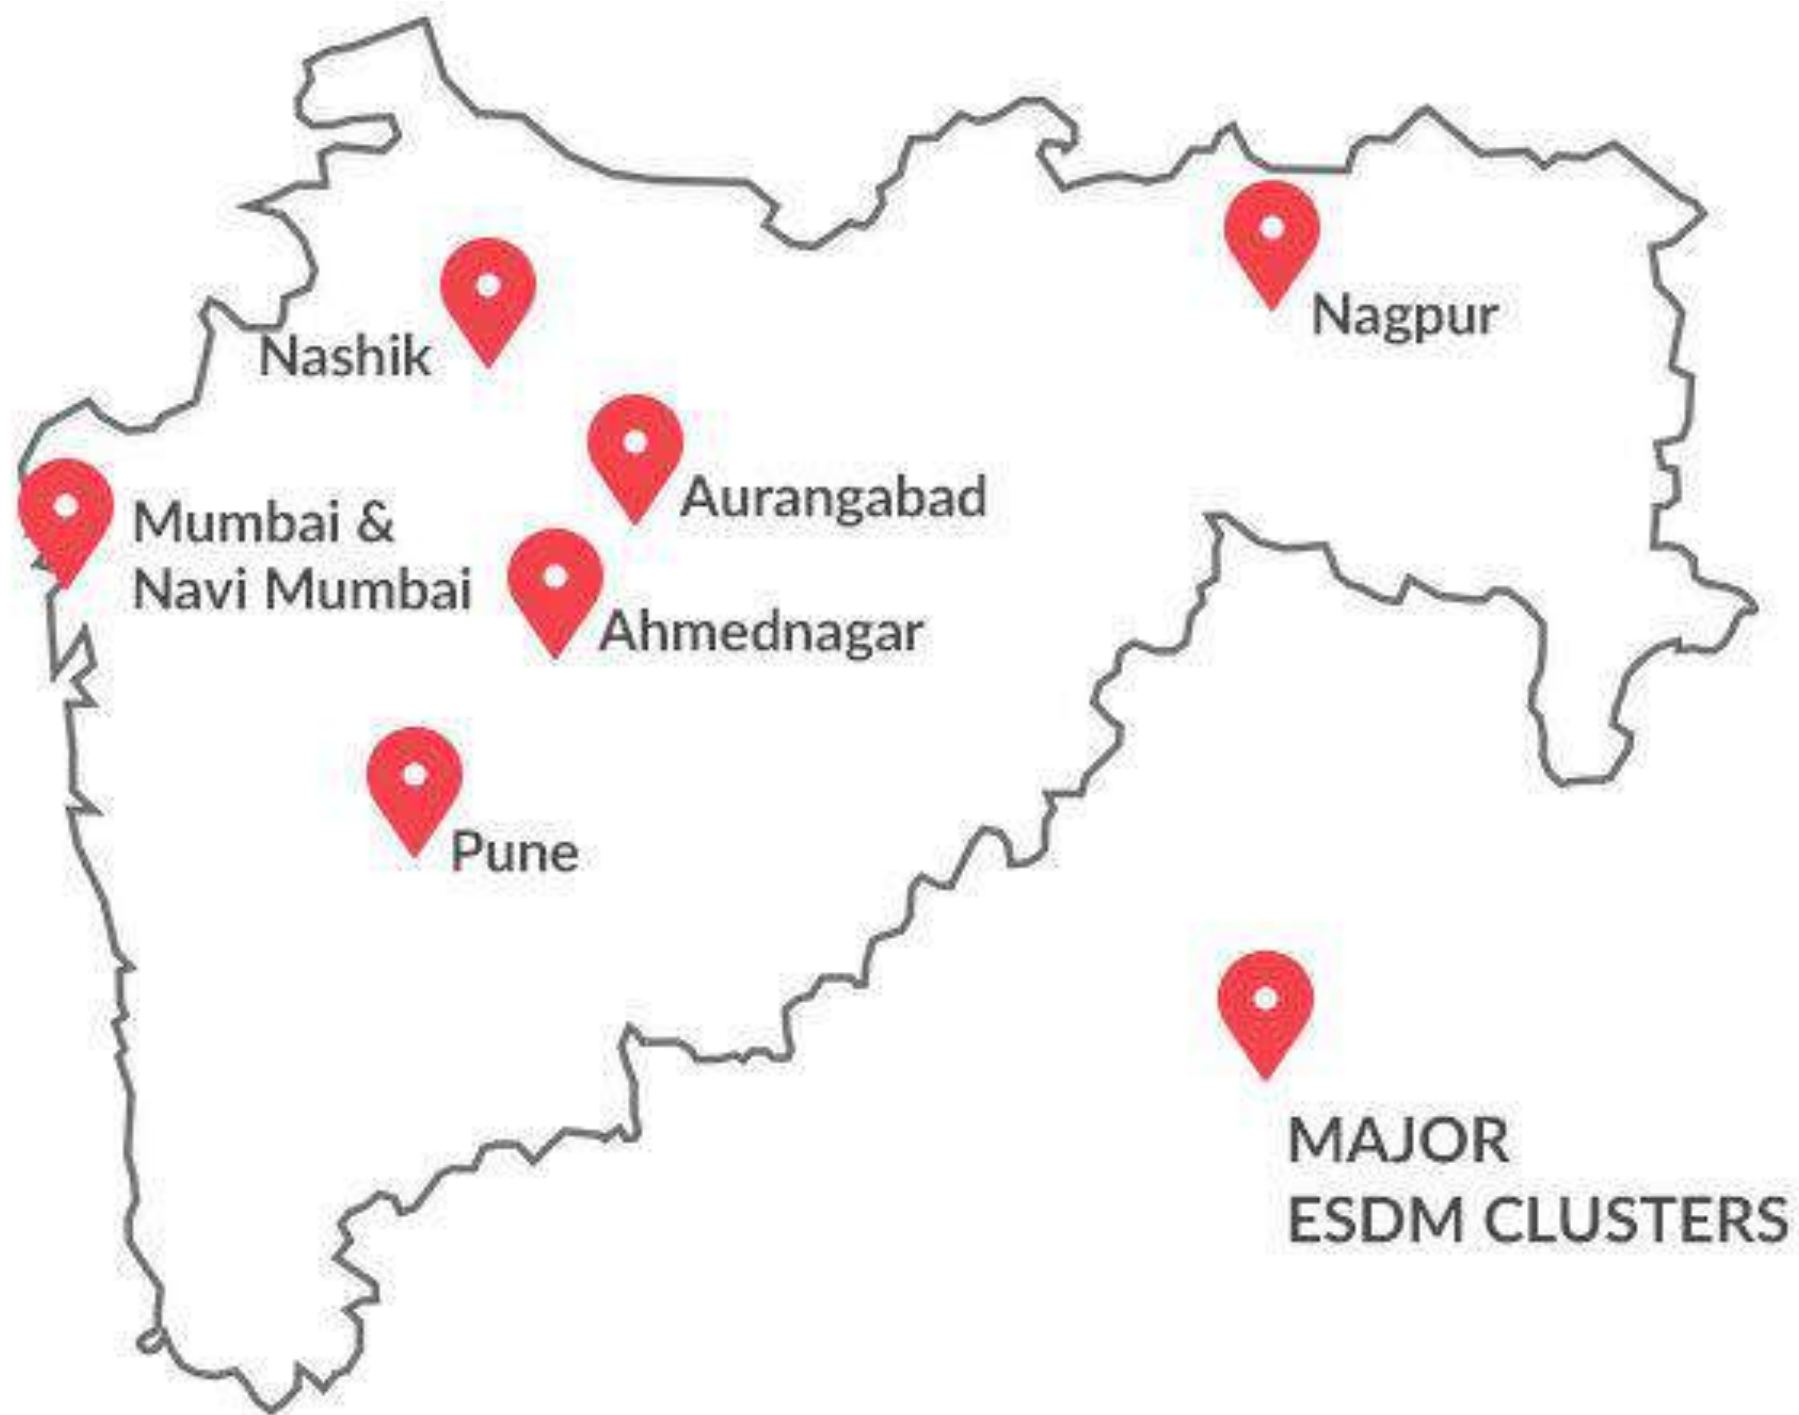 Nagpur
Nashik
Aurangabad
Mumbai &
Navi Mumbai
Ahmednagar
Pune
MAJOR
ESDM CLUSTERS